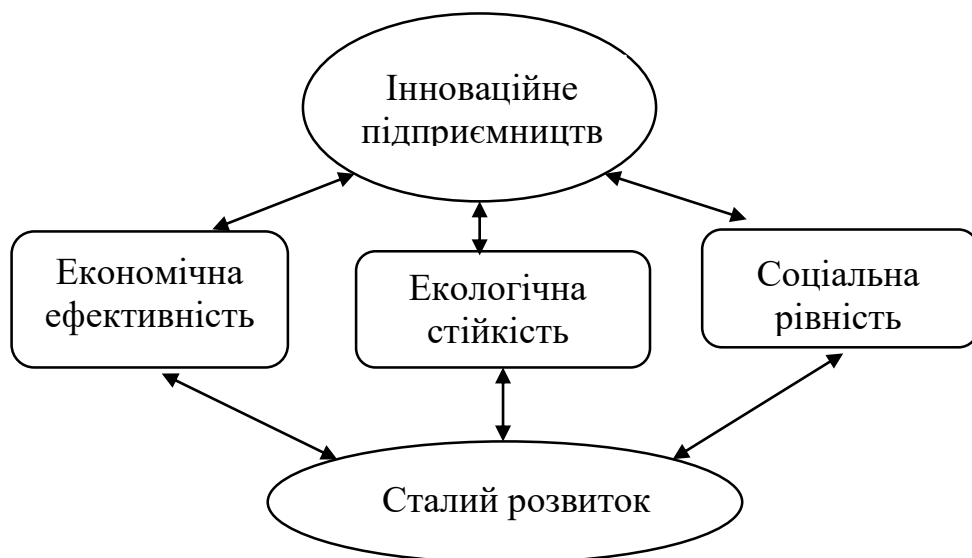 Інноваційне
підприємництв
Економічна
ефективність
Екологічна
стійкість
Соціальна
рівність
Сталий розвиток